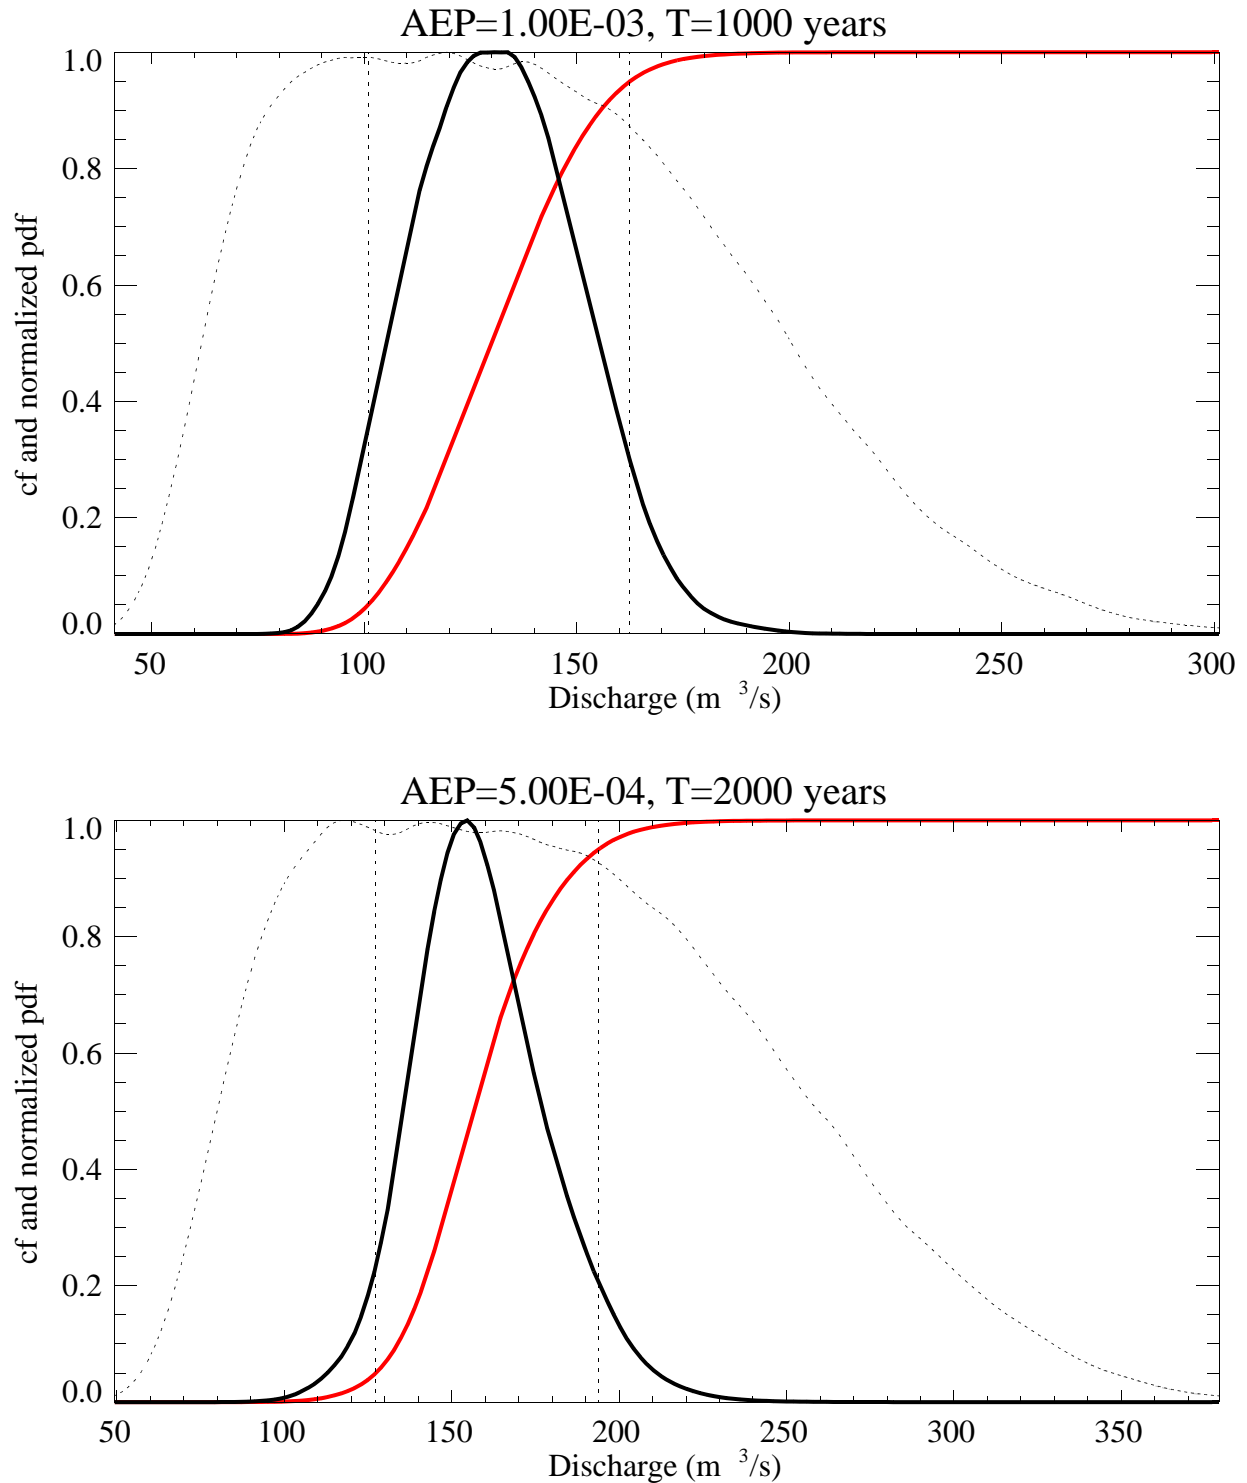 AEP=1.00E-03, T=1000 years
1.0
0.8
0.6
0.4
0.2
0.0
cf and normalized pdf
50 100 150 200 250 300
Discharge (m 3/s)
AEP=5.00E-04, T=2000 years
1.0
0.8
0.6
0.4
0.2
0.0
cf and normalized pdf
50 100 150 200 250 300 350
Discharge (m 3/s)